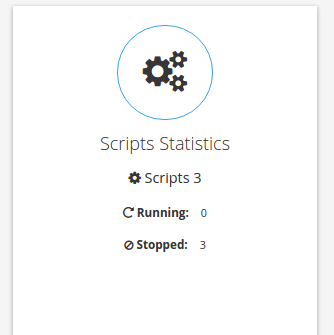 Scripts Statistics
Scripts 3
Running: 0
Stopped: 3